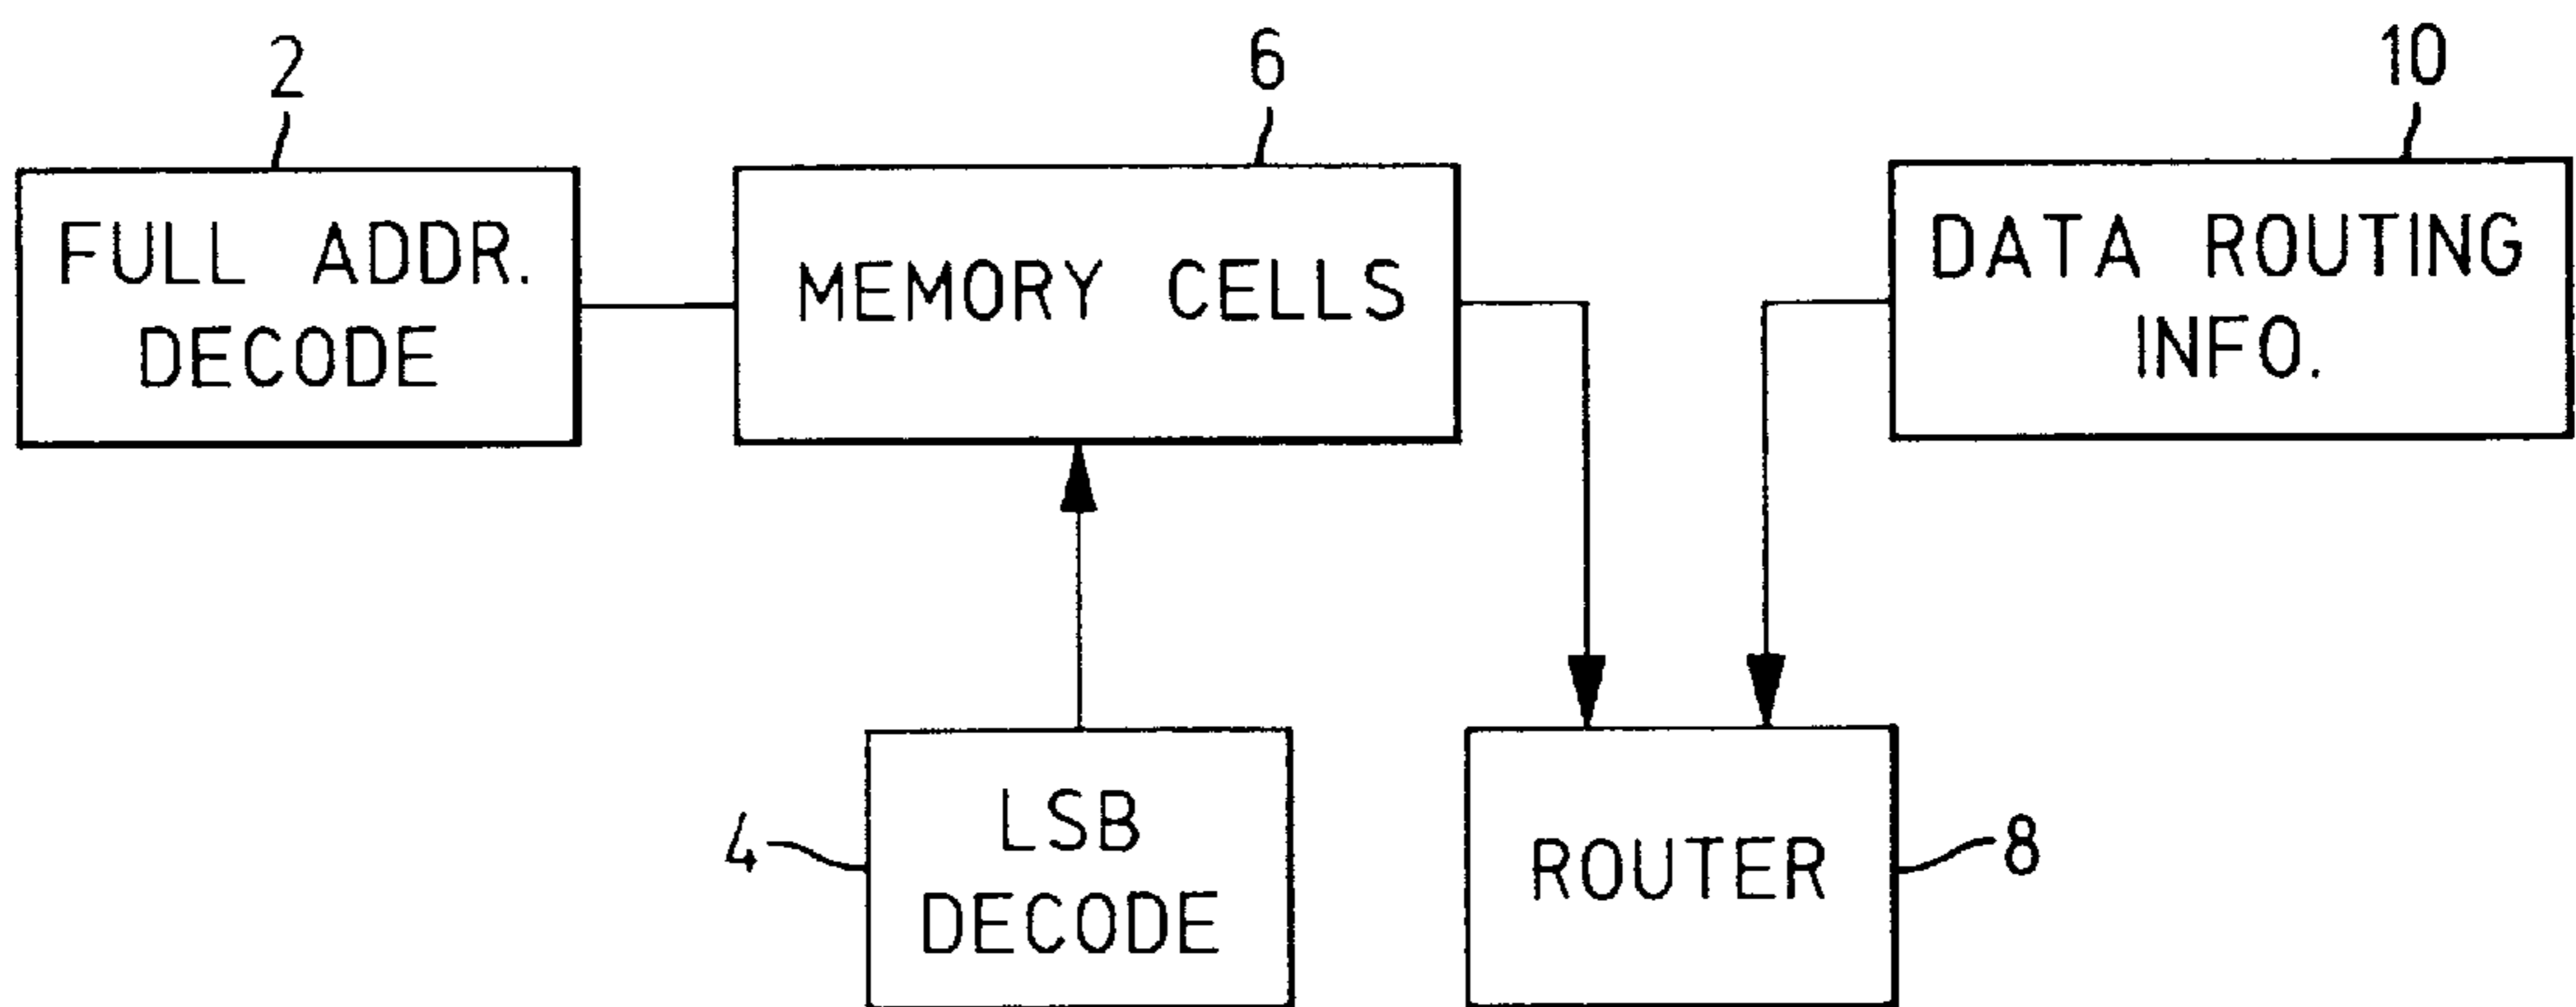 2
6
10
FULL ADDR.
DECODE
MEMORY CELLS
DATA ROUTING
INFO.
4
LSB
DECODE
ROUTER
8